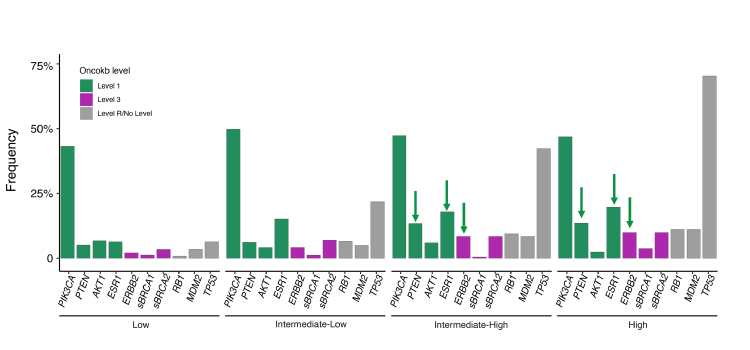 Oncokb level
Level 1
Level 3
Level R/No Level
Frequency
75%
50%
25%
0
PIK3CA PTEN AKT1 ESR1 ERBB2 sBRCA1 sBRCA2 RB1 MDM2 TP53
PIK3CA PTEN AKT1 ESR1 ERBB2 sBRCA1 sBRCA2 RB1 MDM2 TP53
PIK3CA PTEN AKT1 ESR1 ERBB2 sBRCA1 sBRCA2 RB1 MDM2 TP53
PIK3CA PTEN AKT1 ESR1 ERBB2 sBRCA1 sBRCA2 RB1 MDM2 TP53
Low Intermediate-Low Intermediate-High High